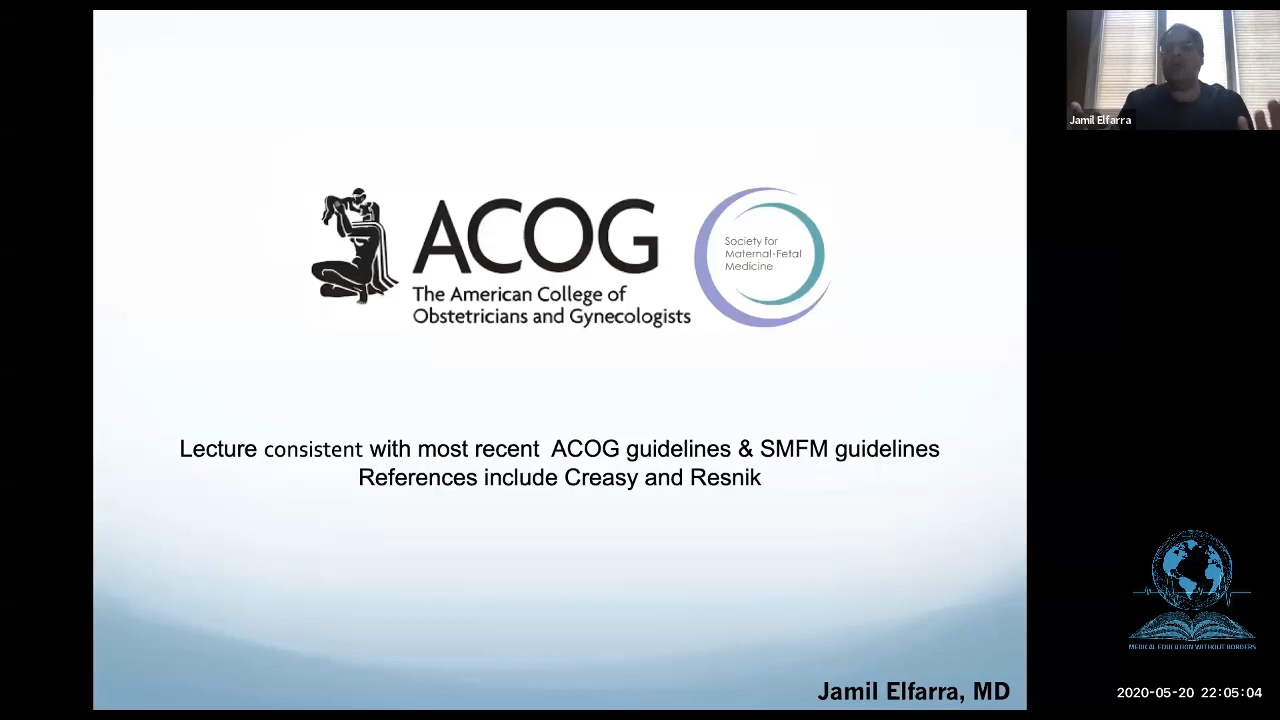 Jamil Elfarra
ACOG
The American College of
Obstetricians and Gynecologists
Society for
Maternal-Fetal
Medicine
Lecture consistent with most recent ACOG guidelines & SMFM guidelines
References include Creasy and Resnik
MEDICAL EDUCATION WITHOUT BORDERS
Jamil Elfarra, MD
2020-05-20 22:05:04